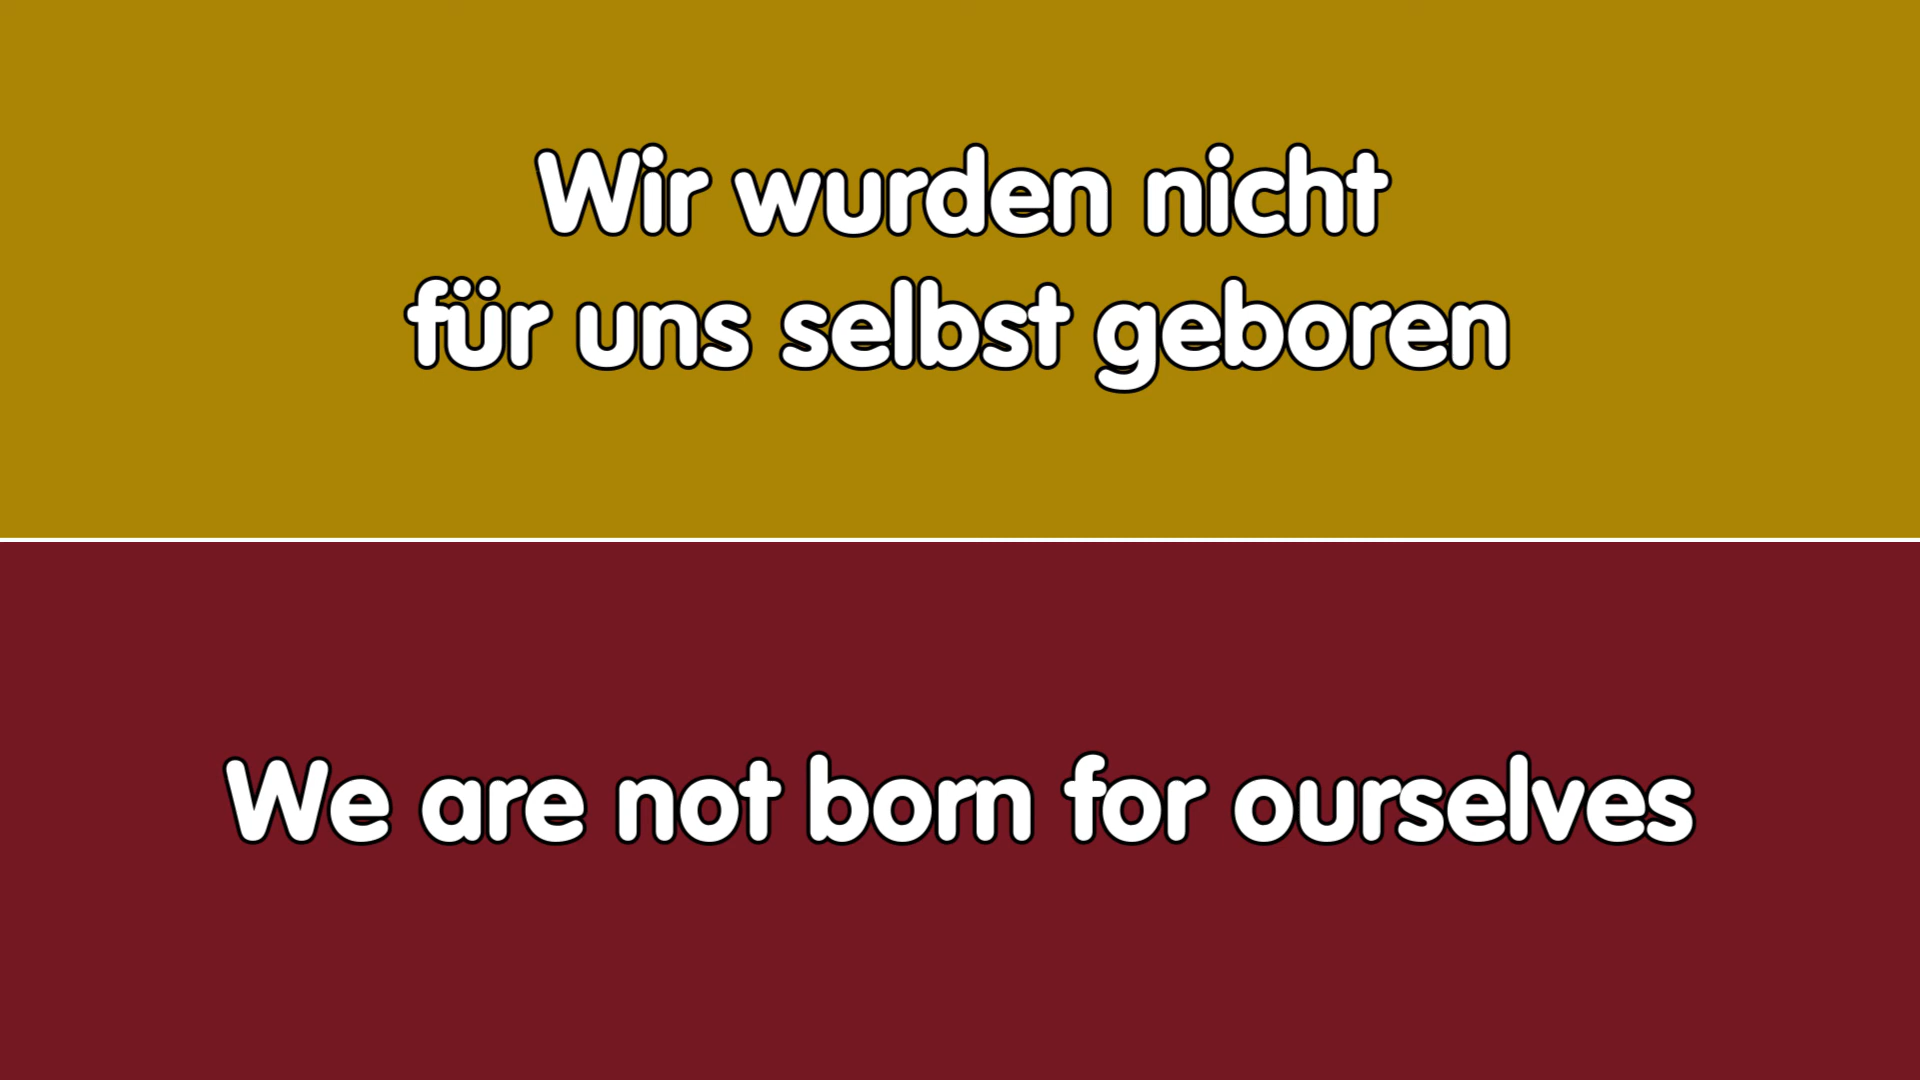 Wir wurden nicht
für uns selbst geboren
We are not born for ourselves